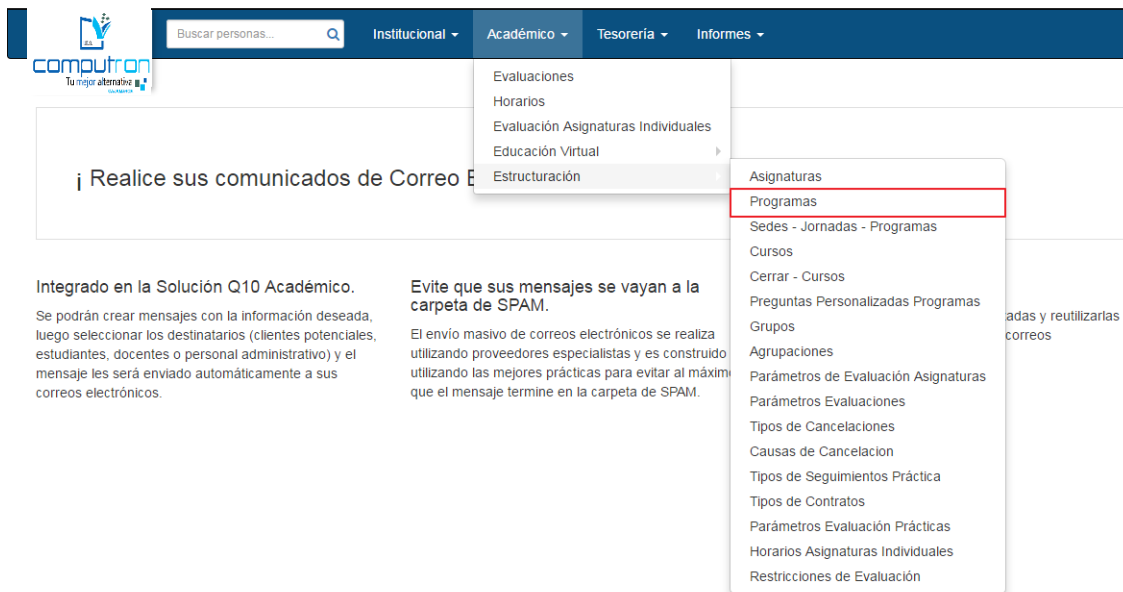 Buscar personas...
Institucional
Académico
Tesorería
Informes
computron
Tu mejor alternativa
Evaluaciones
Horarios
Evaluación Asignaturas Individuales
Educación Virtual
Estructuración
¡ Realice sus comunicados de Correo E
Asignaturas
Programas
Sedes - Jornadas - Programas
Cursos
Cerrar - Cursos
Preguntas Personalizadas Programas
Grupos
Agrupaciones
Parámetros de Evaluación Asignaturas
Parámetros Evaluaciones
Tipos de Cancelaciones
Causas de Cancelacion
Tipos de Seguimientos Práctica
Tipos de Contratos
Parámetros Evaluación Prácticas
Horarios Asignaturas Individuales
Restricciones de Evaluación
Integrado en la Solución Q10 Académico.
Se podrán crear mensajes con la información deseada,
luego seleccionar los destinatarios (clientes potenciales,
estudiantes, docentes o personal administrativo) y el
mensaje les será enviado automáticamente a sus
correos electrónicos.
Evite que sus mensajes se vayan a la
carpeta de SPAM.
El envío masivo de correos electrónicos se realiza
utilizando proveedores especialistas y es construido
utilizando las mejores prácticas para evitar al máxim
que el mensaje termine en la carpeta de SPAM.
adas y reutilizarlas
correos